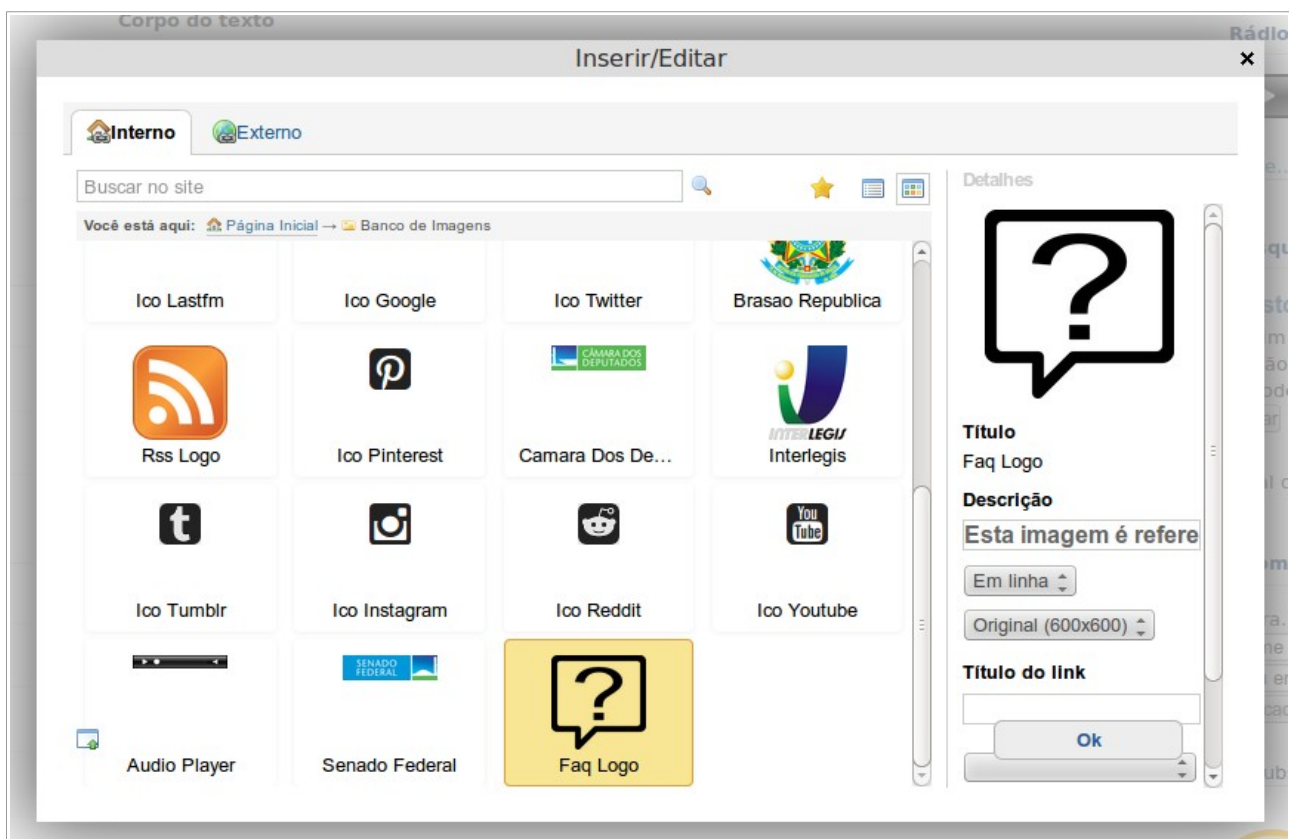 Corpo do texto
Rádio
Inserir/Editar
Interno
Externo
Buscar no site
Você está aqui: Página Inicial → Banco de Imagens
Ico Lastfm
Ico Google
Ico Twitter
Brasao Republica
CÂMARA DOS
DEPUTADOS
INTERLEGIS
Rss Logo
Ico Pinterest
Camara Dos De...
Interlegis
You
Tube
Ico Tumblr
Ico Instagram
Ico Reddit
Ico Youtube
SENADO
FEDERAL
Audio Player
Senado Federal
Faq Logo
Detalhes
Título
Faq Logo
Descrição
Esta imagem é refere
Em linha
Original (600x600)
Título do link
Ok